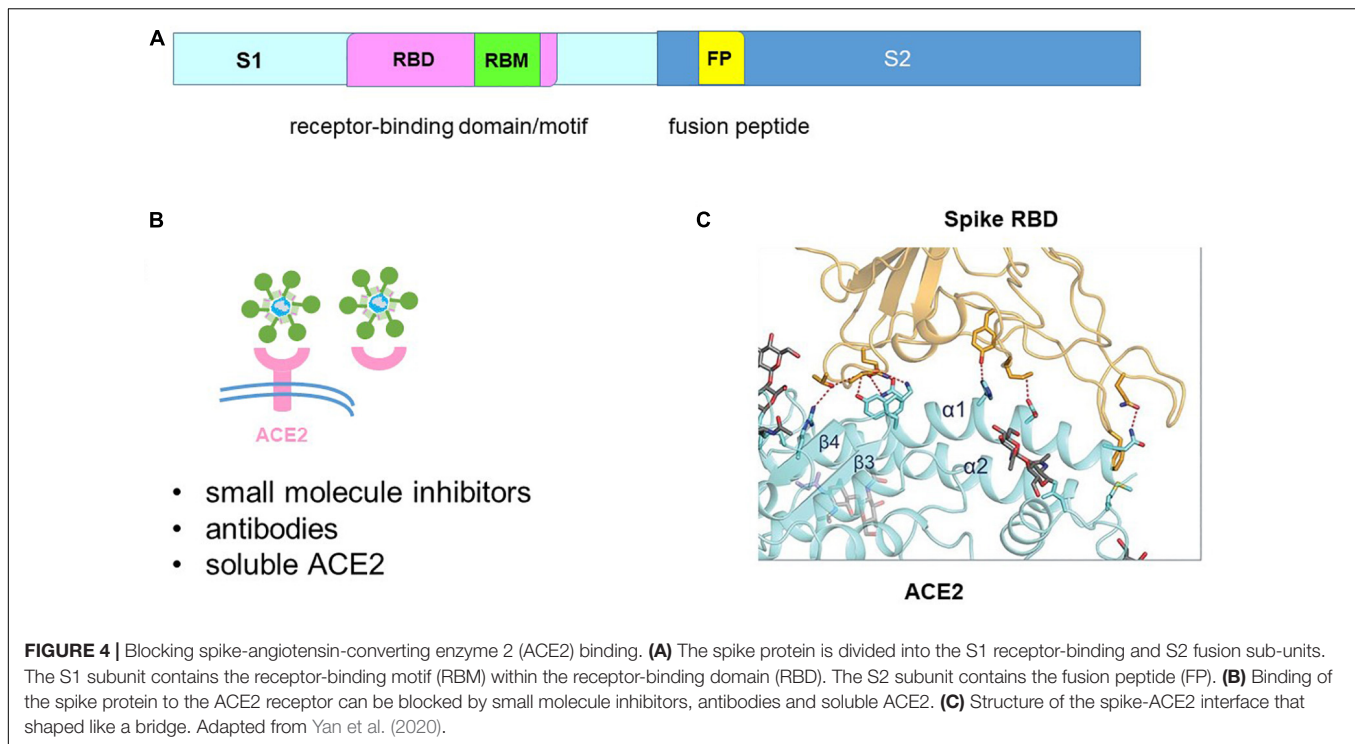 A
S1 RBD RBM FP S2
receptor-binding domain/motif fusion peptide
B
ACE2
• small molecule inhibitors
• antibodies
• soluble ACE2
C
Spike RBD
α1
β4
β3 α2
ACE2
FIGURE 4 | Blocking spike-angiotensin-converting enzyme 2 (ACE2) binding. (A) The spike protein is divided into the S1 receptor-binding and S2 fusion sub-units.
The S1 subunit contains the receptor-binding motif (RBM) within the receptor-binding domain (RBD). The S2 subunit contains the fusion peptide (FP). (B) Binding of
the spike protein to the ACE2 receptor can be blocked by small molecule inhibitors, antibodies and soluble ACE2. (C) Structure of the spike-ACE2 interface that
shaped like a bridge. Adapted from Yan et al. (2020).